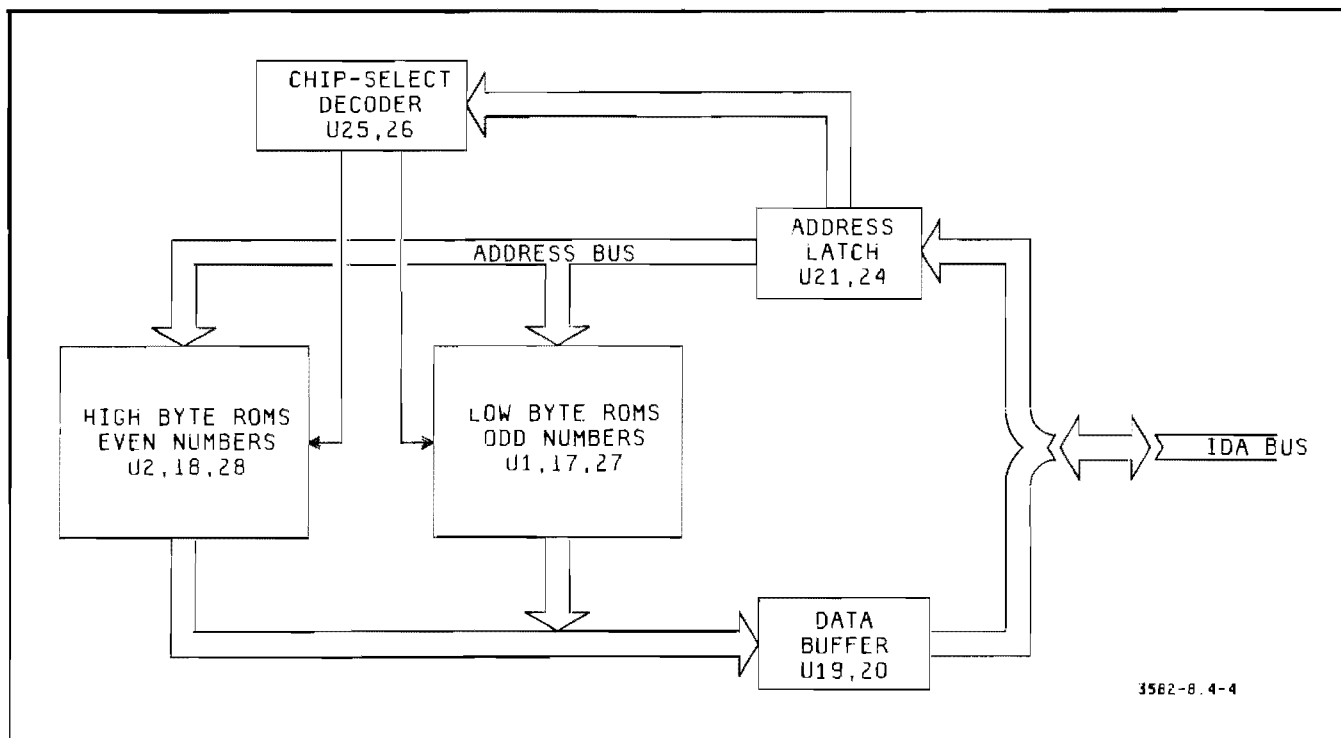 CHIP-SELECT
DECODER
U25,26
ADDRESS
LATCH
U21,24
ADDRESS BUS
HIGH BYTE ROMS
EVEN NUMBERS
U2,18,28
LOW BYTE ROMS
ODD NUMBERS
U1,17,27
IDA BUS
DATA
BUFFER
U19,20
3582-8.4-4